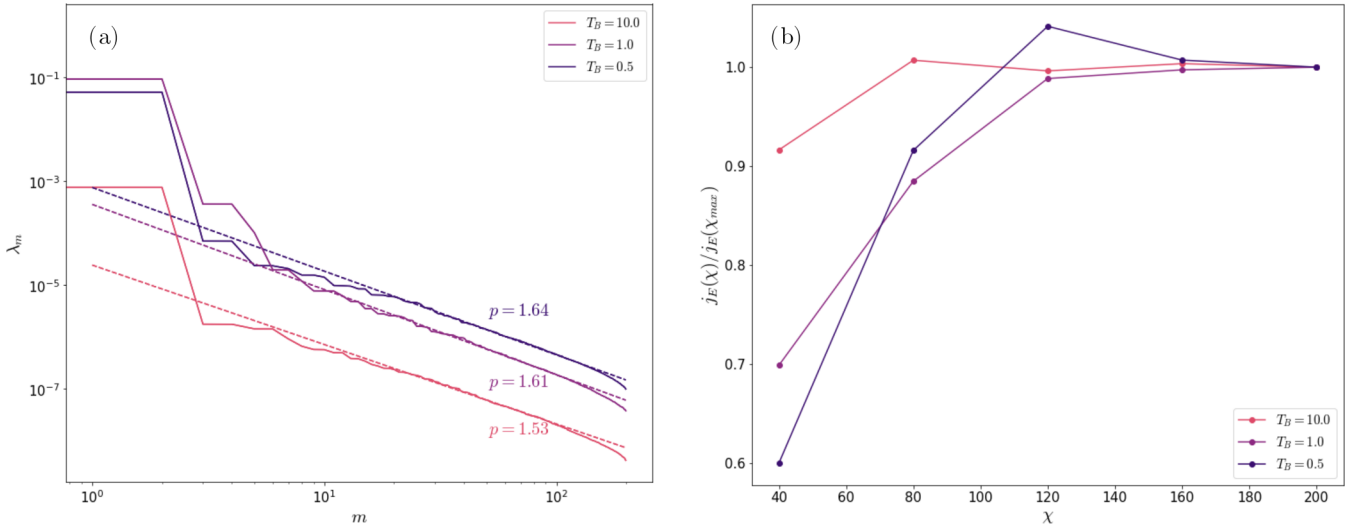 (a)
T_B = 10.0
T_B = 1.0
T_B = 0.5
10^{-1}
10^{-3}
10^{-5}
10^{-7}
λ_m
p = 1.64
p = 1.61
p = 1.53
10^0
10^1
10^2
m
(b)
1.0
0.9
0.8
0.7
0.6
j_E(χ)/j_E(χ_{max})
T_B = 10.0
T_B = 1.0
T_B = 0.5
40 60 80 100 120 140 160 180 200
χ